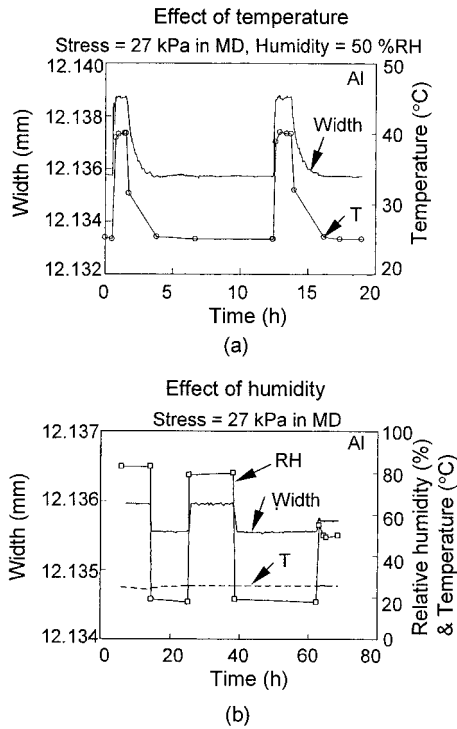 Effect of temperature
Stress = 27 kPa in MD, Humidity = 50 %RH
12.140
12.139
12.136
12.133
12.132
Width (mm)
Al
Width
T
50
40
30
20
Temperature (°C)
0
5
10
15
20
Time (h)
(a)
Effect of humidity
Stress = 27 kPa in MD
12.137
12.136
12.135
12.134
Width (mm)
Al
RH
Width
T
100
80
60
40
20
0
Relative humidity (%)
& Temperature (°C)
0
20
40
60
80
Time (h)
(b)